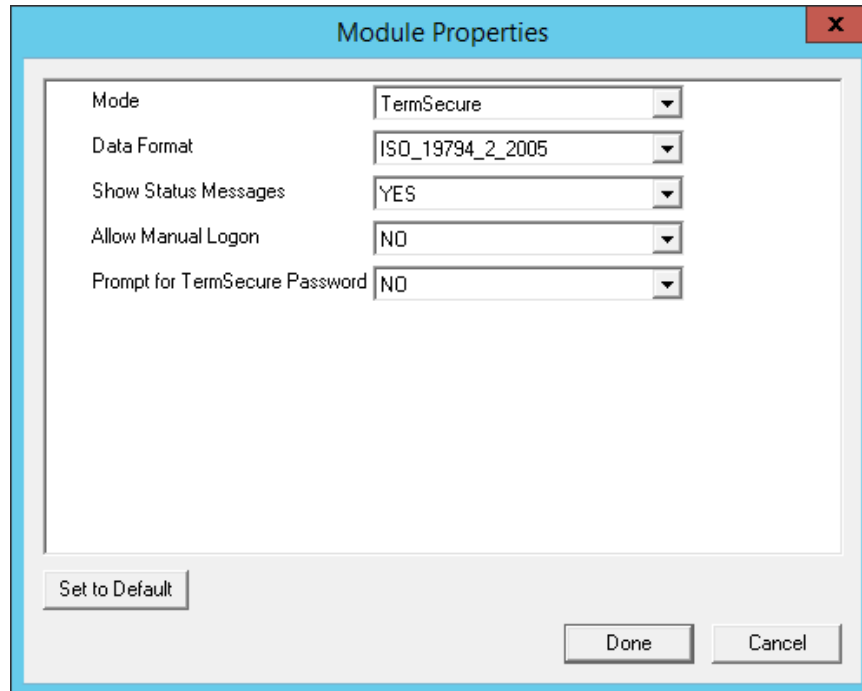 Module Properties
x
Mode TermSecure
Data Format ISO_19794_2_2005
Show Status Messages YES
Allow Manual Logon NO
Prompt for TermSecure Password NO
Set to Default
Done Cancel